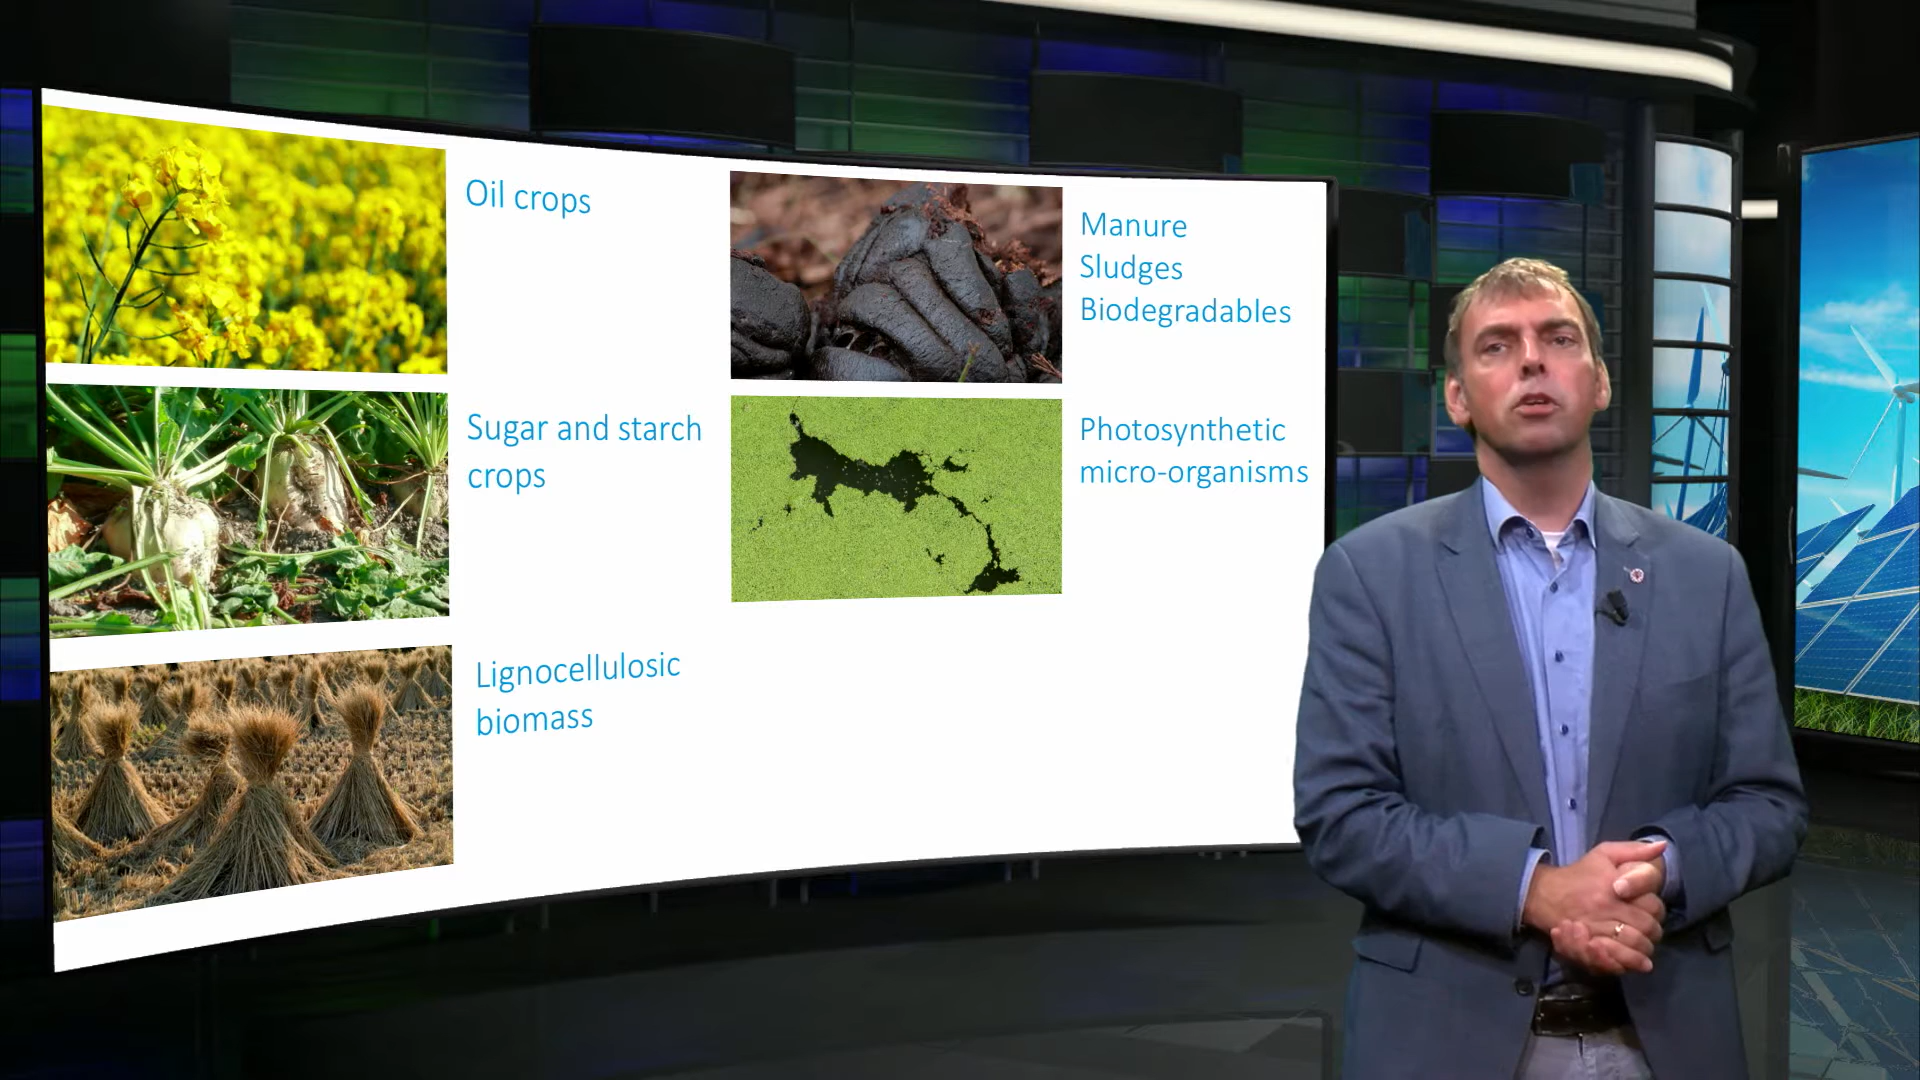 Oil crops
Sugar and starch
crops
Lignocellulosic
biomass
Manure
Sludges
Biodegradables
Photosynthetic
micro-organisms